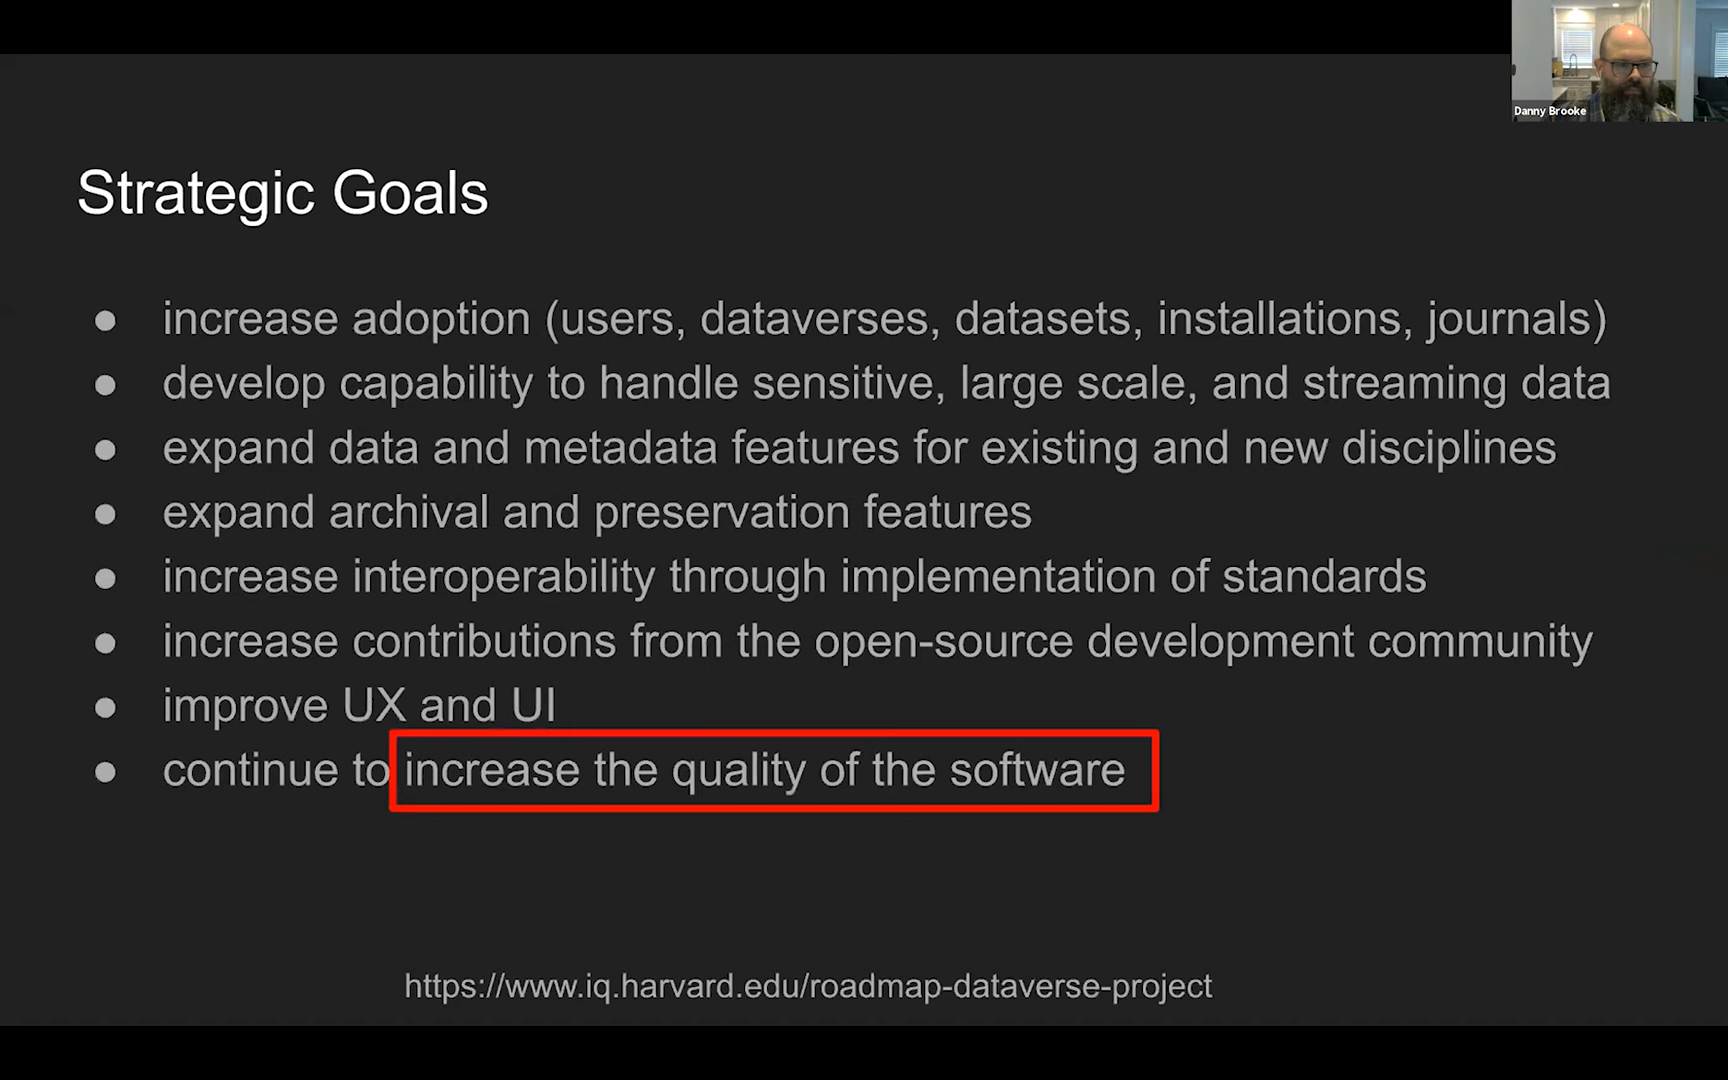 Danny Brooke
Strategic Goals
● increase adoption (users, dataverses, datasets, installations, journals)
● develop capability to handle sensitive, large scale, and streaming data
● expand data and metadata features for existing and new disciplines
● expand archival and preservation features
● increase interoperability through implementation of standards
● increase contributions from the open-source development community
● improve UX and UI
● continue to increase the quality of the software
https://www.iq.harvard.edu/roadmap-dataverse-project